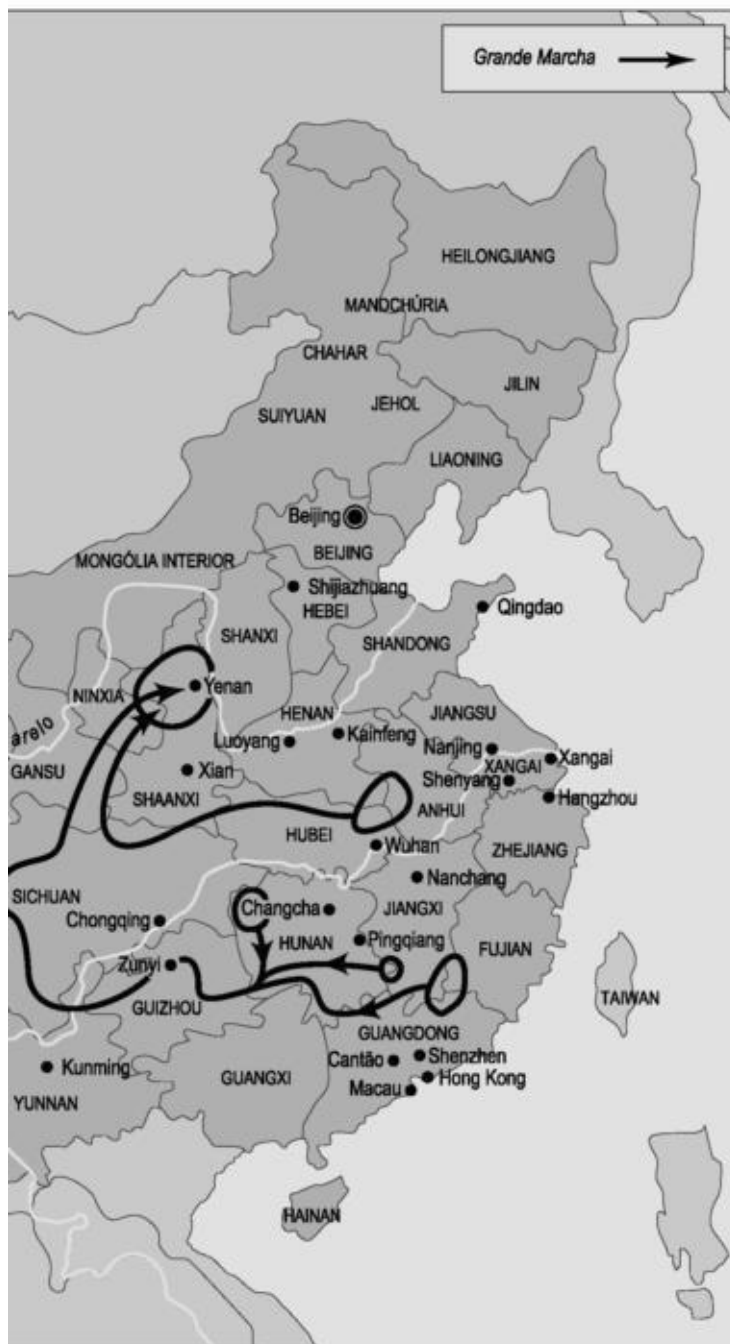 Grande Marcha
HEILONGJIANG
MANDCHÚRIA
CHAHAR
JILIN
JEHOL
SUIYUAN
LIAONING
Beijing
BEIJING
MONGÓLIA INTERIOR
Shijiazhuang
HEBEI
Qingdao
SHANXI
SHANDONG
Yenan
NINXIA
HENAN
JIANGSU
arelo
Luoyang
Kainfeng
Nanjing
Xangai
XANGAI
GANSU
Xian
Shenyang
Hangzhou
SHAANXI
ANHUI
HUBEI
Wuhan
ZHEJIANG
Nanchang
SICHUAN
Changcha
JIANGXI
Chongqing
HUNAN
Pingqiang
FUJIAN
Zunyi
TAIWAN
GUIZHOU
GUANGDONG
Cantão
Shenzhen
Kunming
GUANGXI
Hong Kong
Macau
YUNNAN
HAINAN